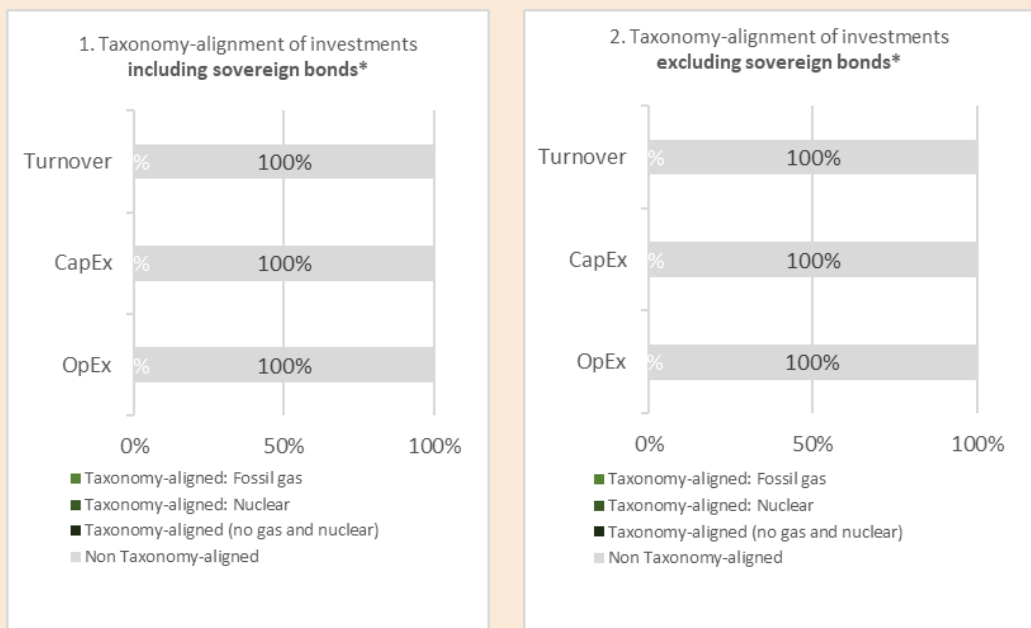 1. Taxonomy-alignment of investments
including sovereign bonds*
Turnover % 100%
CapEx % 100%
OpEx % 100%
0% 50% 100%
Taxonomy-aligned: Fossil gas
Taxonomy-aligned: Nuclear
Taxonomy-aligned (no gas and nuclear)
Non Taxonomy-aligned
2. Taxonomy-alignment of investments
excluding sovereign bonds*
Turnover % 100%
CapEx % 100%
OpEx % 100%
0% 50% 100%
Taxonomy-aligned: Fossil gas
Taxonomy-aligned: Nuclear
Taxonomy-aligned (no gas and nuclear)
Non Taxonomy-aligned